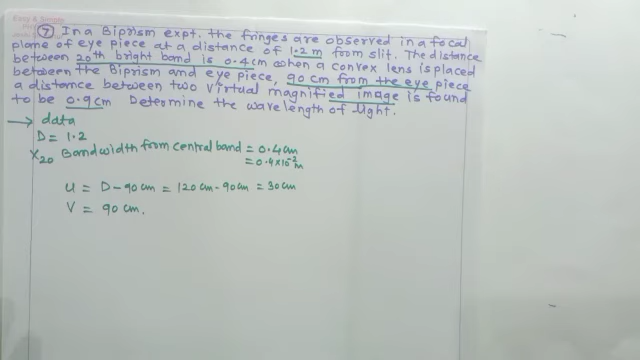 Easy & Simple
⑦ In a Biprism expt. the fringes are observed in a focal
plane of eye piece at a distance of 1.2 m from slit. The distance
between 20th bright band is 0.4 cm when a convex lens is placed
between the Biprism and eye piece, 90 cm from the eye piece
a distance between two virtual magnified image is found
to be 0.9cm Determine the wavelength of light.
→ data
D = 1.2
X20 Bandwidth from central band = 0.4 cm
= 0.4 x 10⁻² m
u = D - 90 cm = 120 cm - 90 cm = 30 cm
V = 90 cm.